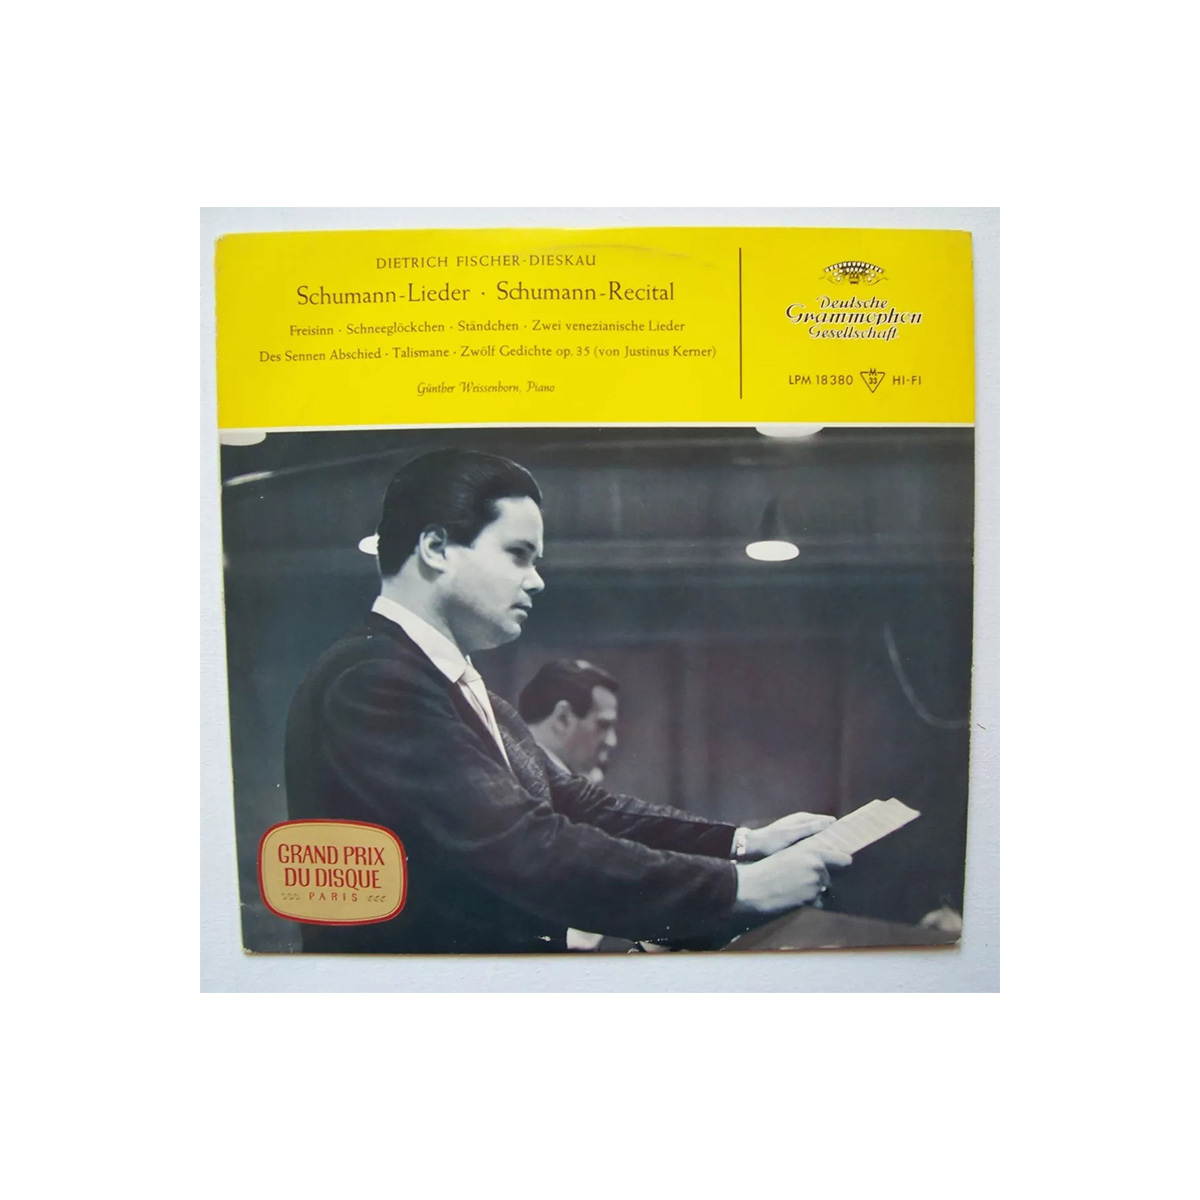 DIETRICH FISCHER-DIESKAU
Schumann-Lieder · Schumann-Recital
Freisinn · Schneeglöckchen · Ständchen · Zwei venezianische Lieder
Des Sennen Abschied · Talismane · Zwölf Gedichte op. 35 (von Justinus Kerner)
Günther Weissenborn, Piano
Deutsche
Grammophon
Gesellschaft
LPM 18380 M 33 HI-FI
GRAND PRIX
DU DISQUE
PARIS